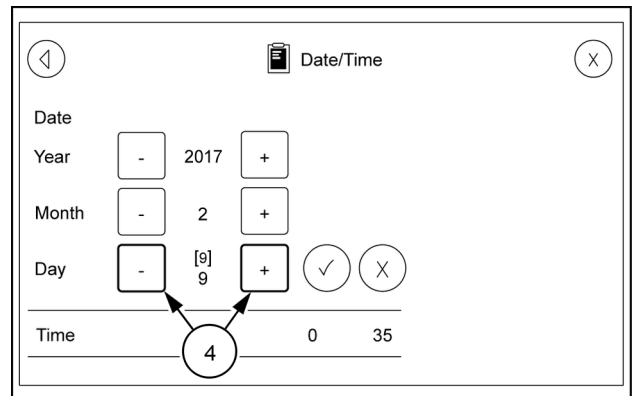 Date/Time X
Date
Year - 2017 +
Month - 2 +
Day - [9] 9 +
Time 0 35
4